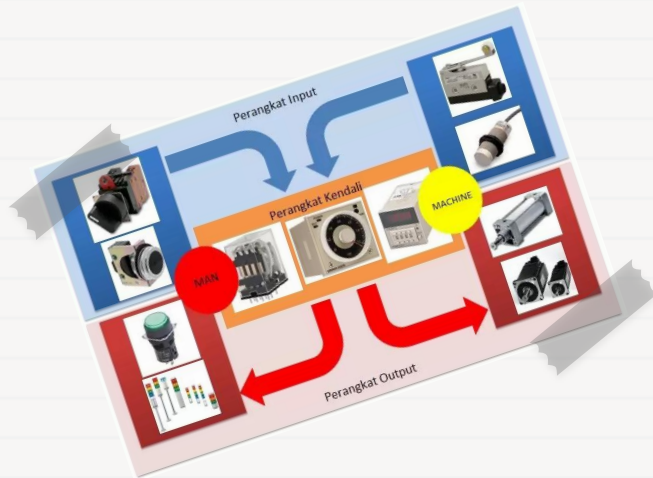 Perangkat Input
Perangkat Kendali
MACHINE
MAN
Perangkat Output